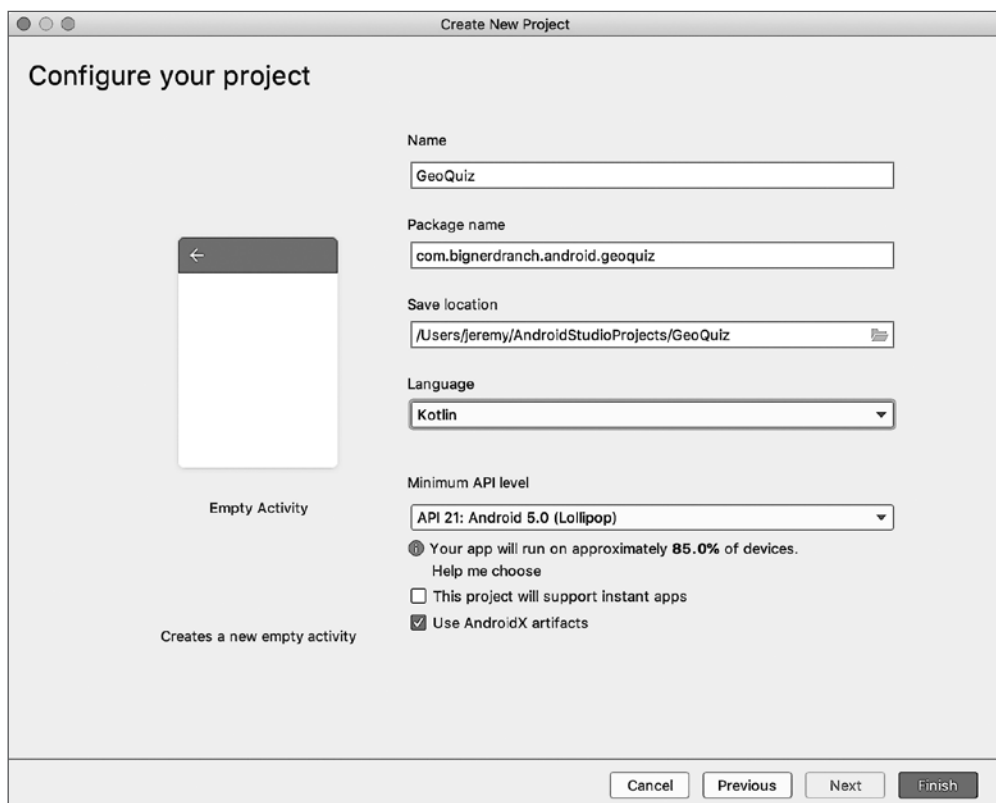 Create New Project
Configure your project
Name
GeoQuiz
Package name
com.bignerdranch.android.geoquiz
Save location
/Users/jeremy/AndroidStudioProjects/GeoQuiz
Language
Kotlin
Minimum API level
API 21: Android 5.0 (Lollipop)
Your app will run on approximately 85.0% of devices.
Help me choose
This project will support instant apps
Use AndroidX artifacts
Empty Activity
Creates a new empty activity
Cancel
Previous
Next
Finish